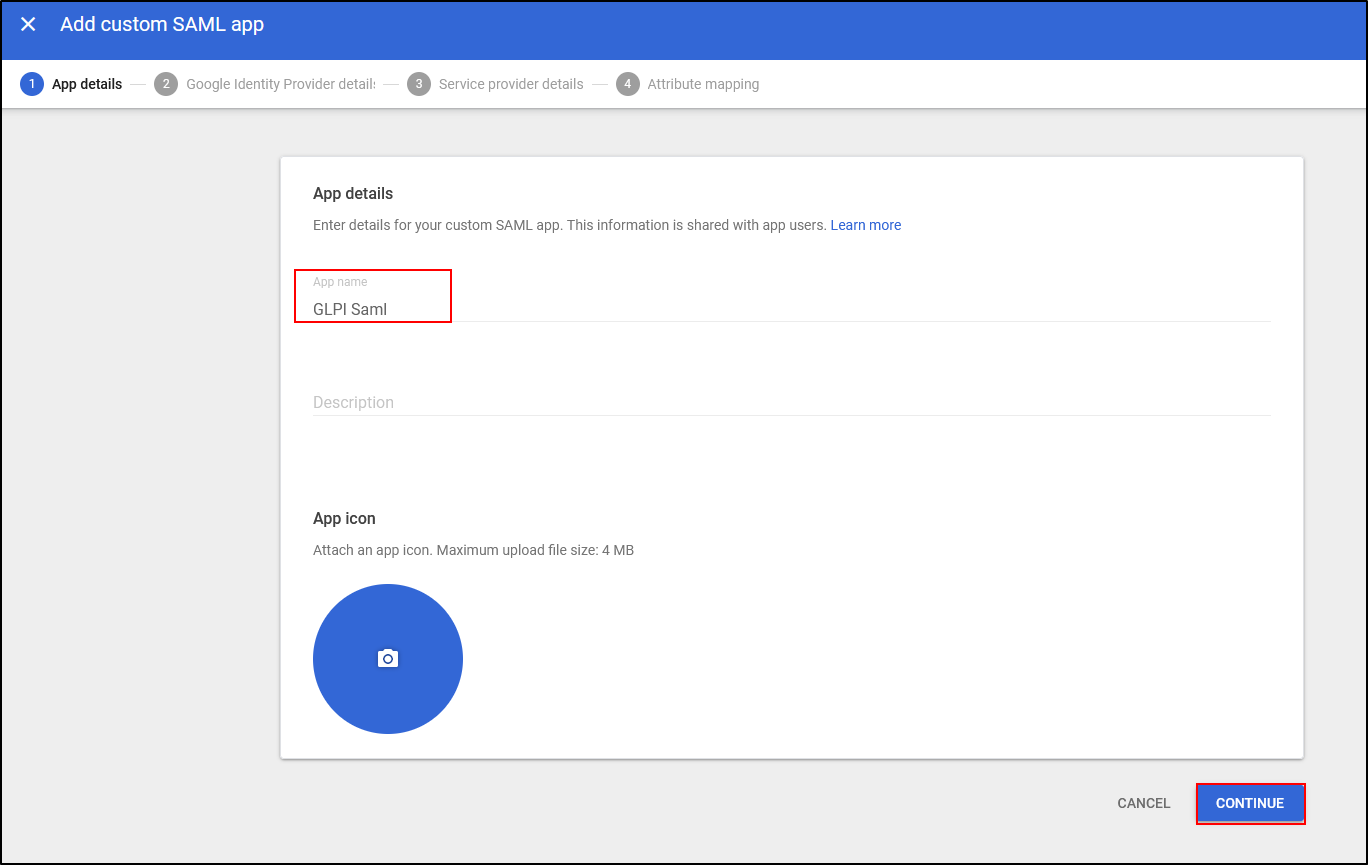 Add custom SAML app
1 App details 2 Google Identity Provider details 3 Service provider details 4 Attribute mapping
App details
Enter details for your custom SAML app. This information is shared with app users. Learn more
App name
GLPI Saml
Description
App icon
Attach an app icon. Maximum upload file size: 4 MB
CANCEL CONTINUE